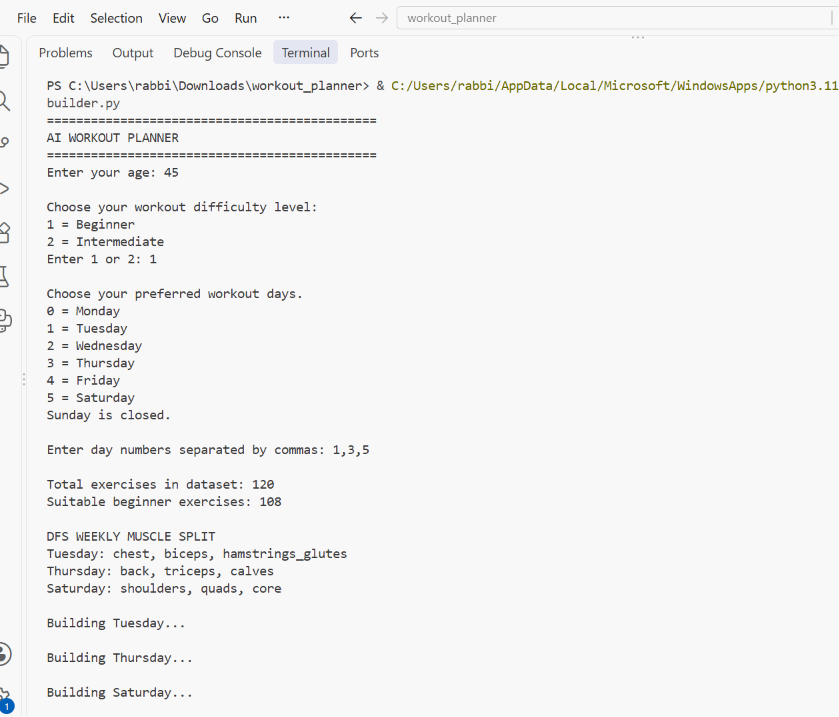 File Edit Selection View Go Run ··· ← → workout_planner
Problems Output Debug Console Terminal Ports
PS C:\Users\rabbi\Downloads\workout_planner> & C:/Users/rabbi/AppData/Local/Microsoft/WindowsApps/python3.11
builder.py
=============================================
AI WORKOUT PLANNER
=============================================
Enter your age: 45
Choose your workout difficulty level:
1 = Beginner
2 = Intermediate
Enter 1 or 2: 1
Choose your preferred workout days.
0 = Monday
1 = Tuesday
2 = Wednesday
3 = Thursday
4 = Friday
5 = Saturday
Sunday is closed.
Enter day numbers separated by commas: 1,3,5
Total exercises in dataset: 120
Suitable beginner exercises: 108
DFS WEEKLY MUSCLE SPLIT
Tuesday: chest, biceps, hamstrings_glutes
Thursday: back, triceps, calves
Saturday: shoulders, quads, core
Building Tuesday...
Building Thursday...
Building Saturday...
1